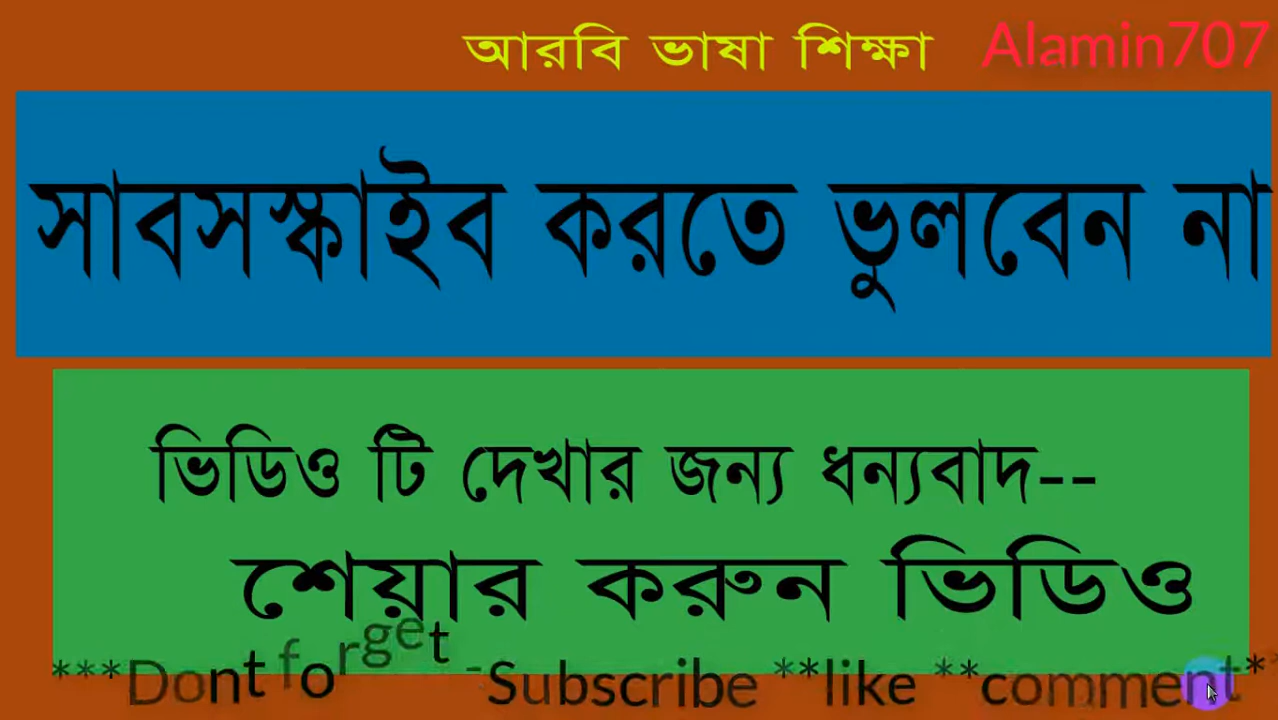 আরবি ভাষা শিক্ষা Alamin707
সাবসস্কাইব করতে ভুলবেন না
ভিডিও টি দেখার জন্য ধন্যবাদ--
শেয়ার করুন ভিডিও
***Dont forget -Subscribe **like **comment**